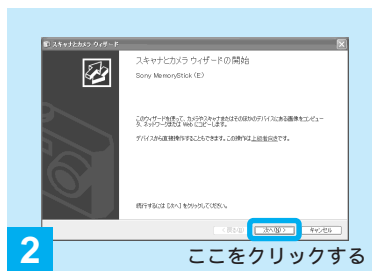 スキャナとカメラ ウィザード
スキャナとカメラ ウィザードの開始
Sony MemoryStick (E)
このウィザードを使って、カメラやスキャナまたはそのほかのデバイスにある画像をコンピュー
タ、ネットワークまたは Web にコピーします。
デバイスから直接操作することもできます。この操作は上級者向きです。
続行するには [次へ] をクリックしてください。
< 戻る(B) 次へ(N) > キャンセル
2 ここをクリックする